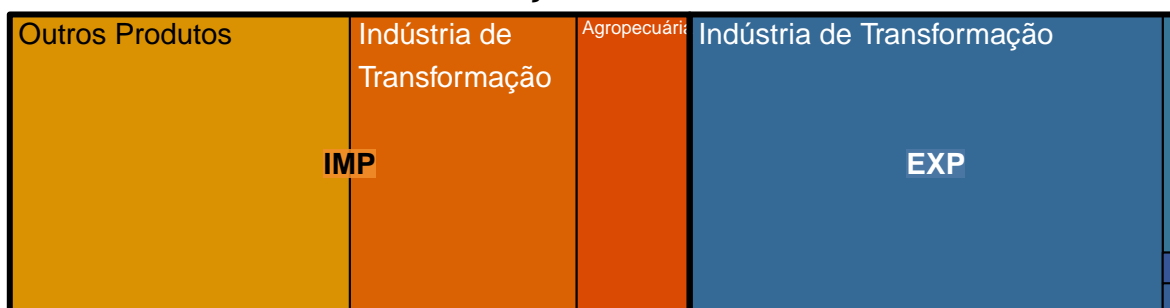 Outros Produtos
Indústria de
Transformação
Agropecuária
Indústria de Transformação
IMP
EXP